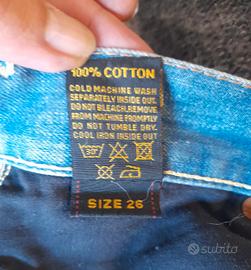 100% COTTON
COLD MACHINE WASH
SEPARATELY INSIDE OUT.
DO NOT BLEACH. REMOVE
FROM MACHINE PROMPTLY
DO NOT TUMBLE DRY.
COOL IRON INSIDE OUT
30°
SIZE 26
subito